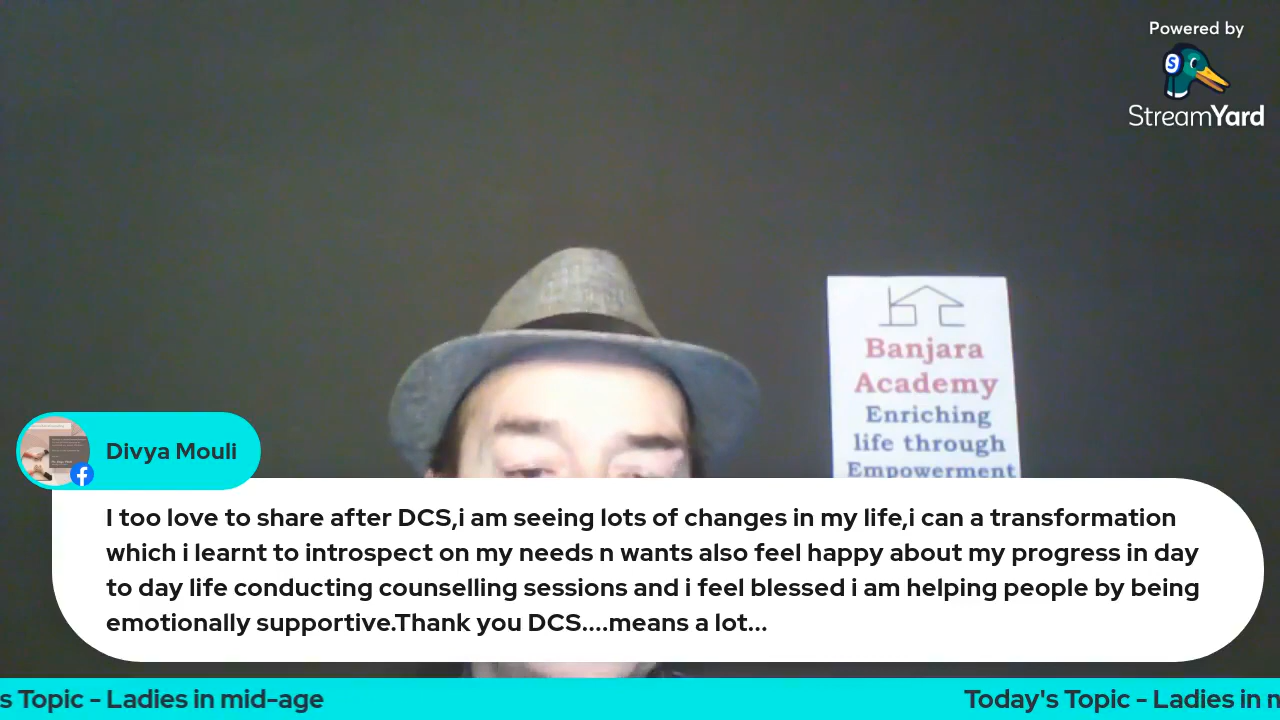 Powered by
S
StreamYard
Banjara
Academy
Enriching
life through
Empowerment
Divya Mouli
I too love to share after DCS,i am seeing lots of changes in my life,i can a transformation
which i learnt to introspect on my needs n wants also feel happy about my progress in day
to day life conducting counselling sessions and i feel blessed i am helping people by being
emotionally supportive.Thank you DCS....means a lot...
s Topic - Ladies in mid-age
Today's Topic - Ladies in